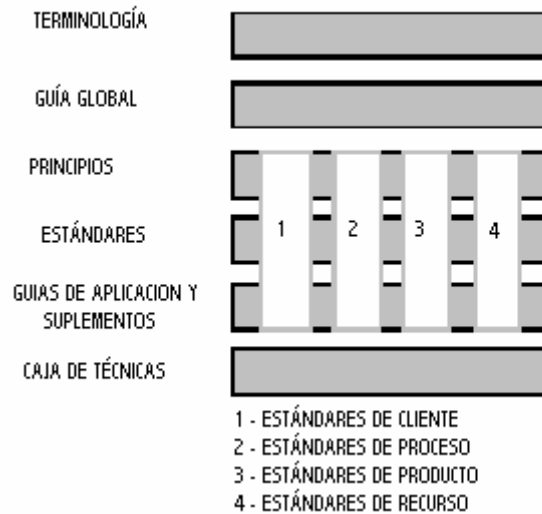 TERMINOLOGÍA
GUÍA GLOBAL
PRINCIPIOS
ESTÁNDARES
1 2 3 4
GUIAS DE APLICACION Y
SUPLEMENTOS
CAJA DE TÉCNICAS
1 - ESTÁNDARES DE CLIENTE
2 - ESTÁNDARES DE PROCESO
3 - ESTÁNDARES DE PRODUCTO
4 - ESTÁNDARES DE RECURSO